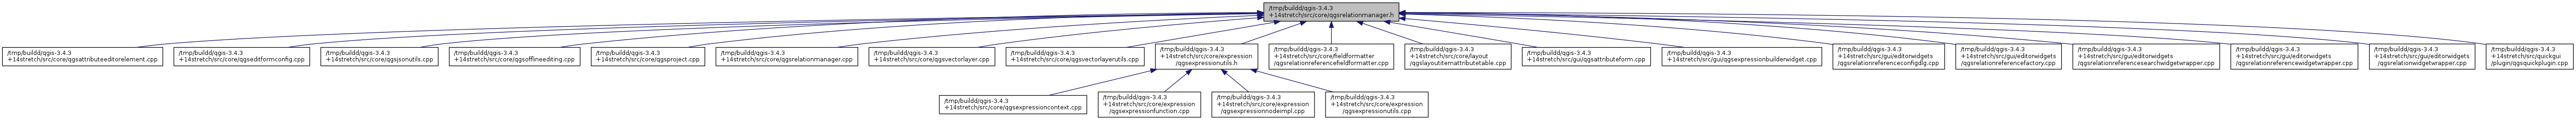 /tmp/buildd/qgis-3.4.3
+14stretch/src/core/qgsrelationmanager.h
/tmp/buildd/qgis-3.4.3
+14stretch/src/core/qgsattributeeditorelement.cpp
/tmp/buildd/qgis-3.4.3
+14stretch/src/core/qgseditformconfig.cpp
/tmp/buildd/qgis-3.4.3
+14stretch/src/core/qgsjsonutils.cpp
/tmp/buildd/qgis-3.4.3
+14stretch/src/core/qgsofflineediting.cpp
/tmp/buildd/qgis-3.4.3
+14stretch/src/core/qgsproject.cpp
/tmp/buildd/qgis-3.4.3
+14stretch/src/core/qgsrelationmanager.cpp
/tmp/buildd/qgis-3.4.3
+14stretch/src/core/qgsvectorlayer.cpp
/tmp/buildd/qgis-3.4.3
+14stretch/src/core/qgsvectorlayerutils.cpp
/tmp/buildd/qgis-3.4.3
+14stretch/src/core/expression
/qgsexpressionutils.h
/tmp/buildd/qgis-3.4.3
+14stretch/src/core/fieldformatter
/qgsrelationreferencefieldformatter.cpp
/tmp/buildd/qgis-3.4.3
+14stretch/src/core/layout
/qgslayoutitemattributetable.cpp
/tmp/buildd/qgis-3.4.3
+14stretch/src/gui/qgsattributeform.cpp
/tmp/buildd/qgis-3.4.3
+14stretch/src/gui/qgsexpressionbuilderwidget.cpp
/tmp/buildd/qgis-3.4.3
+14stretch/src/gui/editorwidgets
/qgsrelationreferenceconfigdlg.cpp
/tmp/buildd/qgis-3.4.3
+14stretch/src/gui/editorwidgets
/qgsrelationreferencefactory.cpp
/tmp/buildd/qgis-3.4.3
+14stretch/src/gui/editorwidgets
/qgsrelationreferencesearchwidgetwrapper.cpp
/tmp/buildd/qgis-3.4.3
+14stretch/src/gui/editorwidgets
/qgsrelationreferencewidgetwrapper.cpp
/tmp/buildd/qgis-3.4.3
+14stretch/src/gui/editorwidgets
/qgsrelationwidgetwrapper.cpp
/tmp/buildd/qgis-3.4.3
+14stretch/src/quickgui
/plugin/qgsquickplugin.cpp
/tmp/buildd/qgis-3.4.3
+14stretch/src/core/qgsexpressioncontext.cpp
/tmp/buildd/qgis-3.4.3
+14stretch/src/core/expression
/qgsexpressionfunction.cpp
/tmp/buildd/qgis-3.4.3
+14stretch/src/core/expression
/qgsexpressionnodeimpl.cpp
/tmp/buildd/qgis-3.4.3
+14stretch/src/core/expression
/qgsexpressionutils.cpp